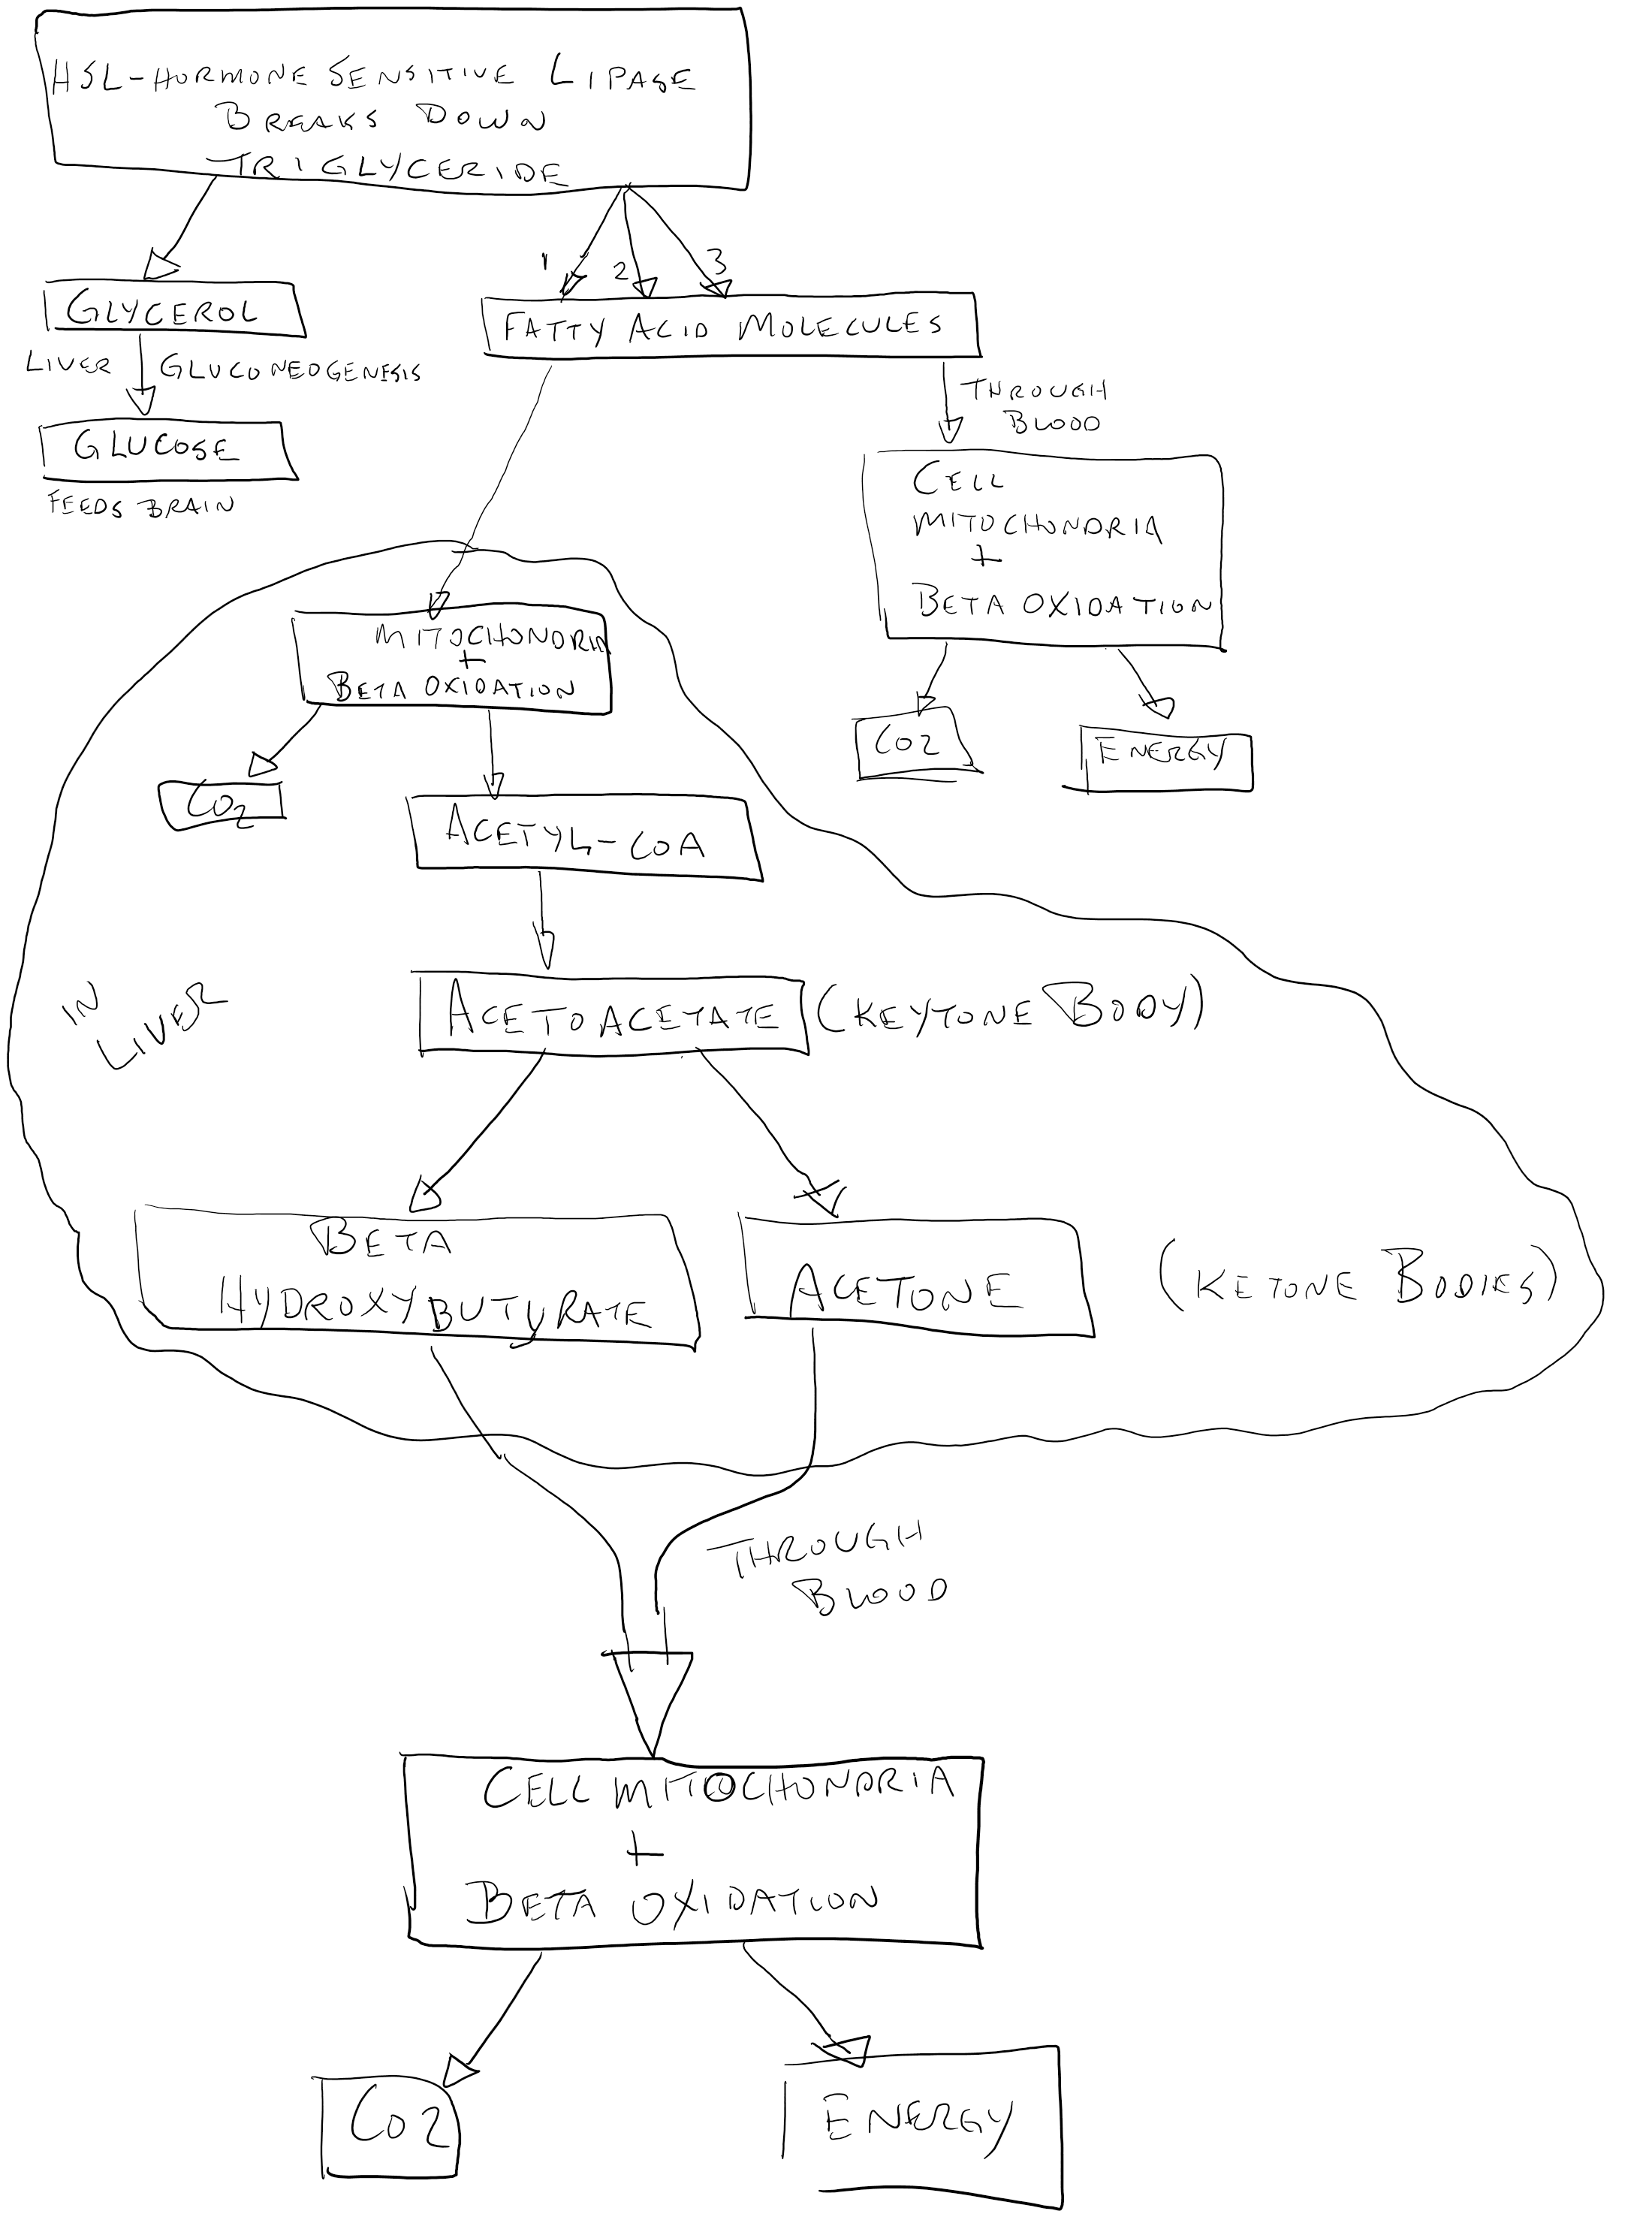 HSL-HORMONE SENSITIVE LIPASE
BREAKS DOWN
TRIGLYCERIDE
1
2
3
GLYCEROL
FATTY ACID MOLECULES
LIVER
GLUCONEOGENESIS
THROUGH
BLOOD
GLUCOSE
FEEDS BRAIN
CELL
MITOCHONDRIA
+
BETA OXIDATION
MITOCHONDRIA
+
BETA OXIDATION
CO2
ENERGY
CO2
ACETYL-COA
IN
LIVER
ACETOACETATE
(KEYTONE BODY)
BETA
HYDROXYBUTYRATE
ACETONE
(KETONE BODIES)
THROUGH
BLOOD
CELL MITOCHONDRIA
+
BETA OXIDATION
CO2
ENERGY